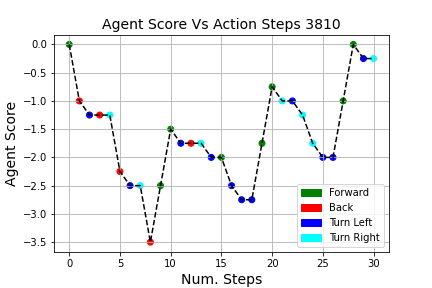 Agent Score Vs Action Steps 3810
Agent Score
0.0
−0.5
−1.0
−1.5
−2.0
−2.5
−3.0
−3.5
Forward
Back
Turn Left
Turn Right
0 5 10 15 20 25 30
Num. Steps